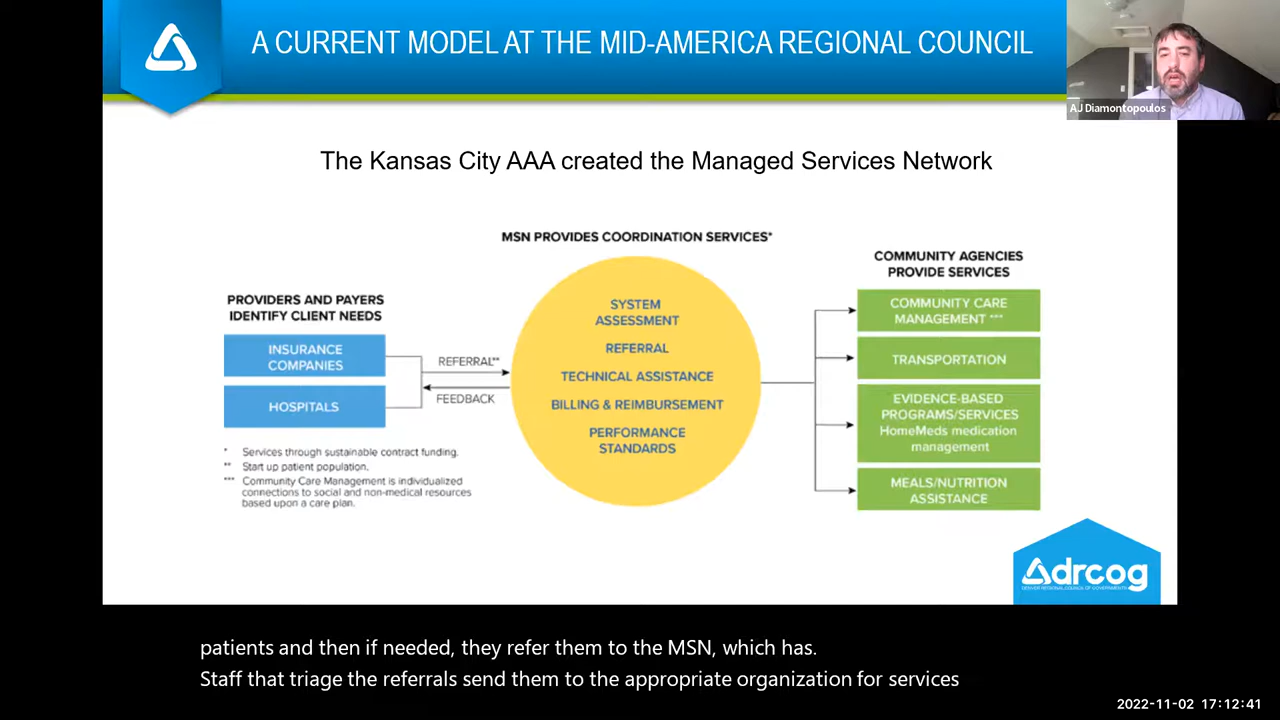 A CURRENT MODEL AT THE MID-AMERICA REGIONAL COUNCIL
AJ Diamontopoulos
The Kansas City AAA created the Managed Services Network
MSN PROVIDES COORDINATION SERVICES*
PROVIDERS AND PAYERS
IDENTIFY CLIENT NEEDS
INSURANCE
COMPANIES
HOSPITALS
REFERRAL**
FEEDBACK
SYSTEM
ASSESSMENT
REFERRAL
TECHNICAL ASSISTANCE
BILLING & REIMBURSEMENT
PERFORMANCE
STANDARDS
COMMUNITY AGENCIES
PROVIDE SERVICES
COMMUNITY CARE
MANAGEMENT ***
TRANSPORTATION
EVIDENCE-BASED
PROGRAMS/SERVICES
HomeMeds medication
management
MEALS/NUTRITION
ASSISTANCE
* Services through sustainable contract funding.
** Start up patient population.
*** Community Care Management is individualized
connections to social and non-medical resources
based upon a care plan.
drcog
DENVER REGIONAL COUNCIL OF GOVERNMENTS
patients and then if needed, they refer them to the MSN, which has.
Staff that triage the referrals send them to the appropriate organization for services
2022-11-02 17:12:41